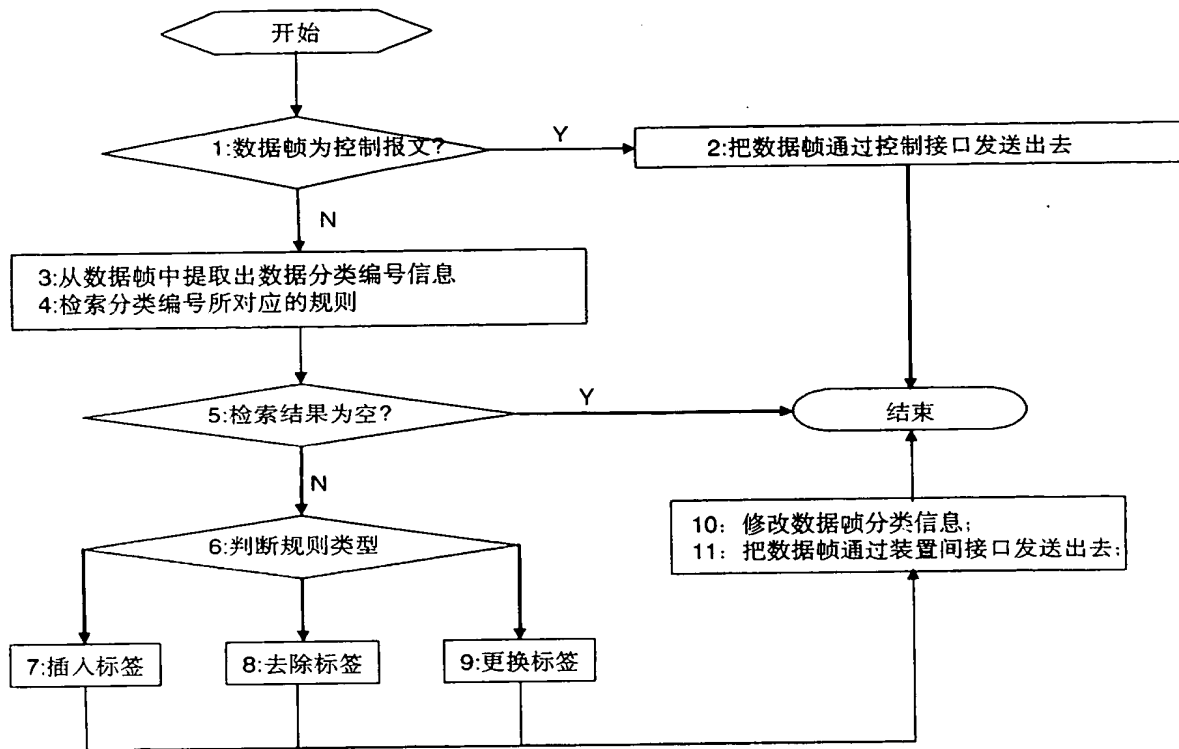 开始
1:数据帧为控制报文?
Y
2:把数据帧通过控制接口发送出去
N
3:从数据帧中提取出数据分类编号信息
4:检索分类编号所对应的规则
5:检索结果为空?
Y
结束
N
6:判断规则类型
10: 修改数据帧分类信息;
11: 把数据帧通过装置间接口发送出去;
7:插入标签
8:去除标签
9:更换标签